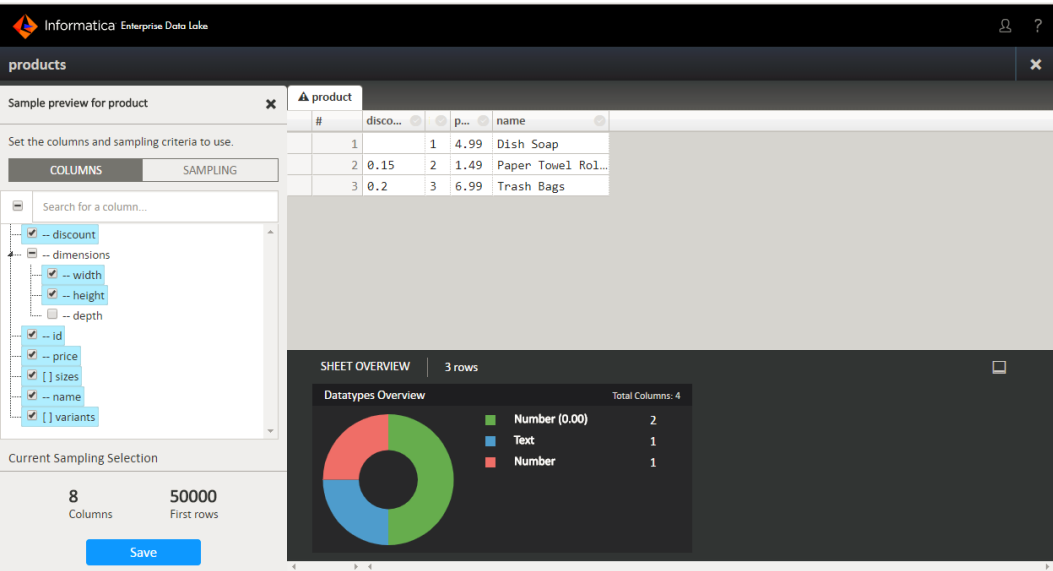 Informatica Enterprise Data Lake
?
products
Sample preview for product
Set the columns and sampling criteria to use.
COLUMNS SAMPLING
Search for a column...
-- discount
-- dimensions
-- width
-- height
-- depth
-- id
-- price
[ ] sizes
-- name
[ ] variants
Current Sampling Selection
8 50000
Columns First rows
Save
product
# disco... p... name
1 1 4.99 Dish Soap
2 0.15 2 1.49 Paper Towel Rol...
3 0.2 3 6.99 Trash Bags
SHEET OVERVIEW 3 rows
Datatypes Overview Total Columns: 4
Number (0.00) 2
Text 1
Number 1